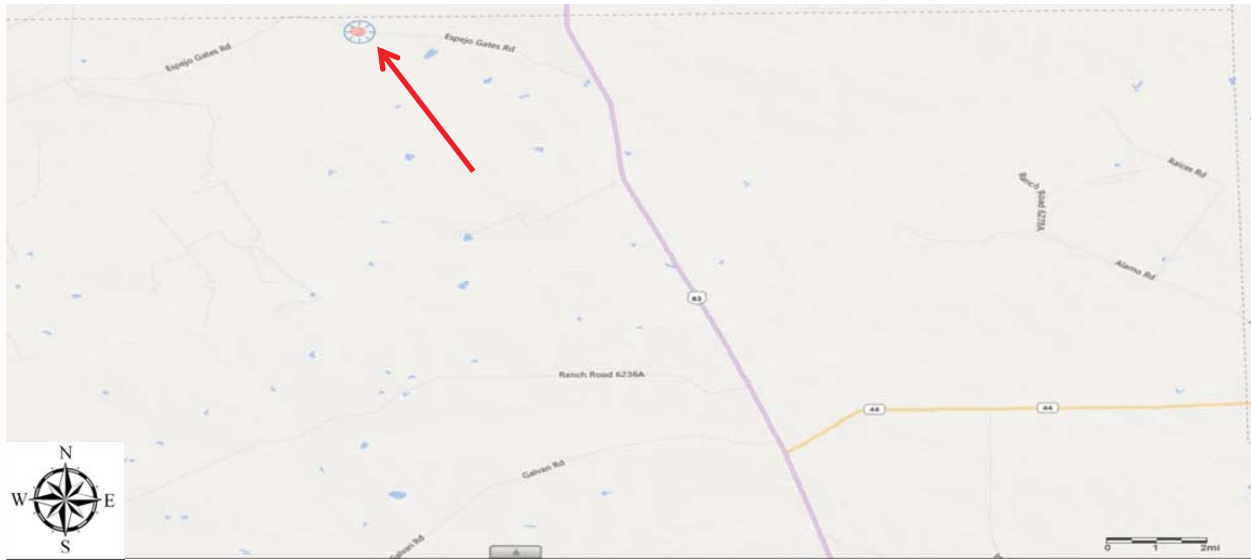 Espejo Gates Rd
Espejo Gates Rd
Raices Rd
Ranch Road 6278A
Alamo Rd
63
Ranch Road 6236A
44
44
Galvan Rd
Galvan Rd
N
W
E
S
0 1 2mi